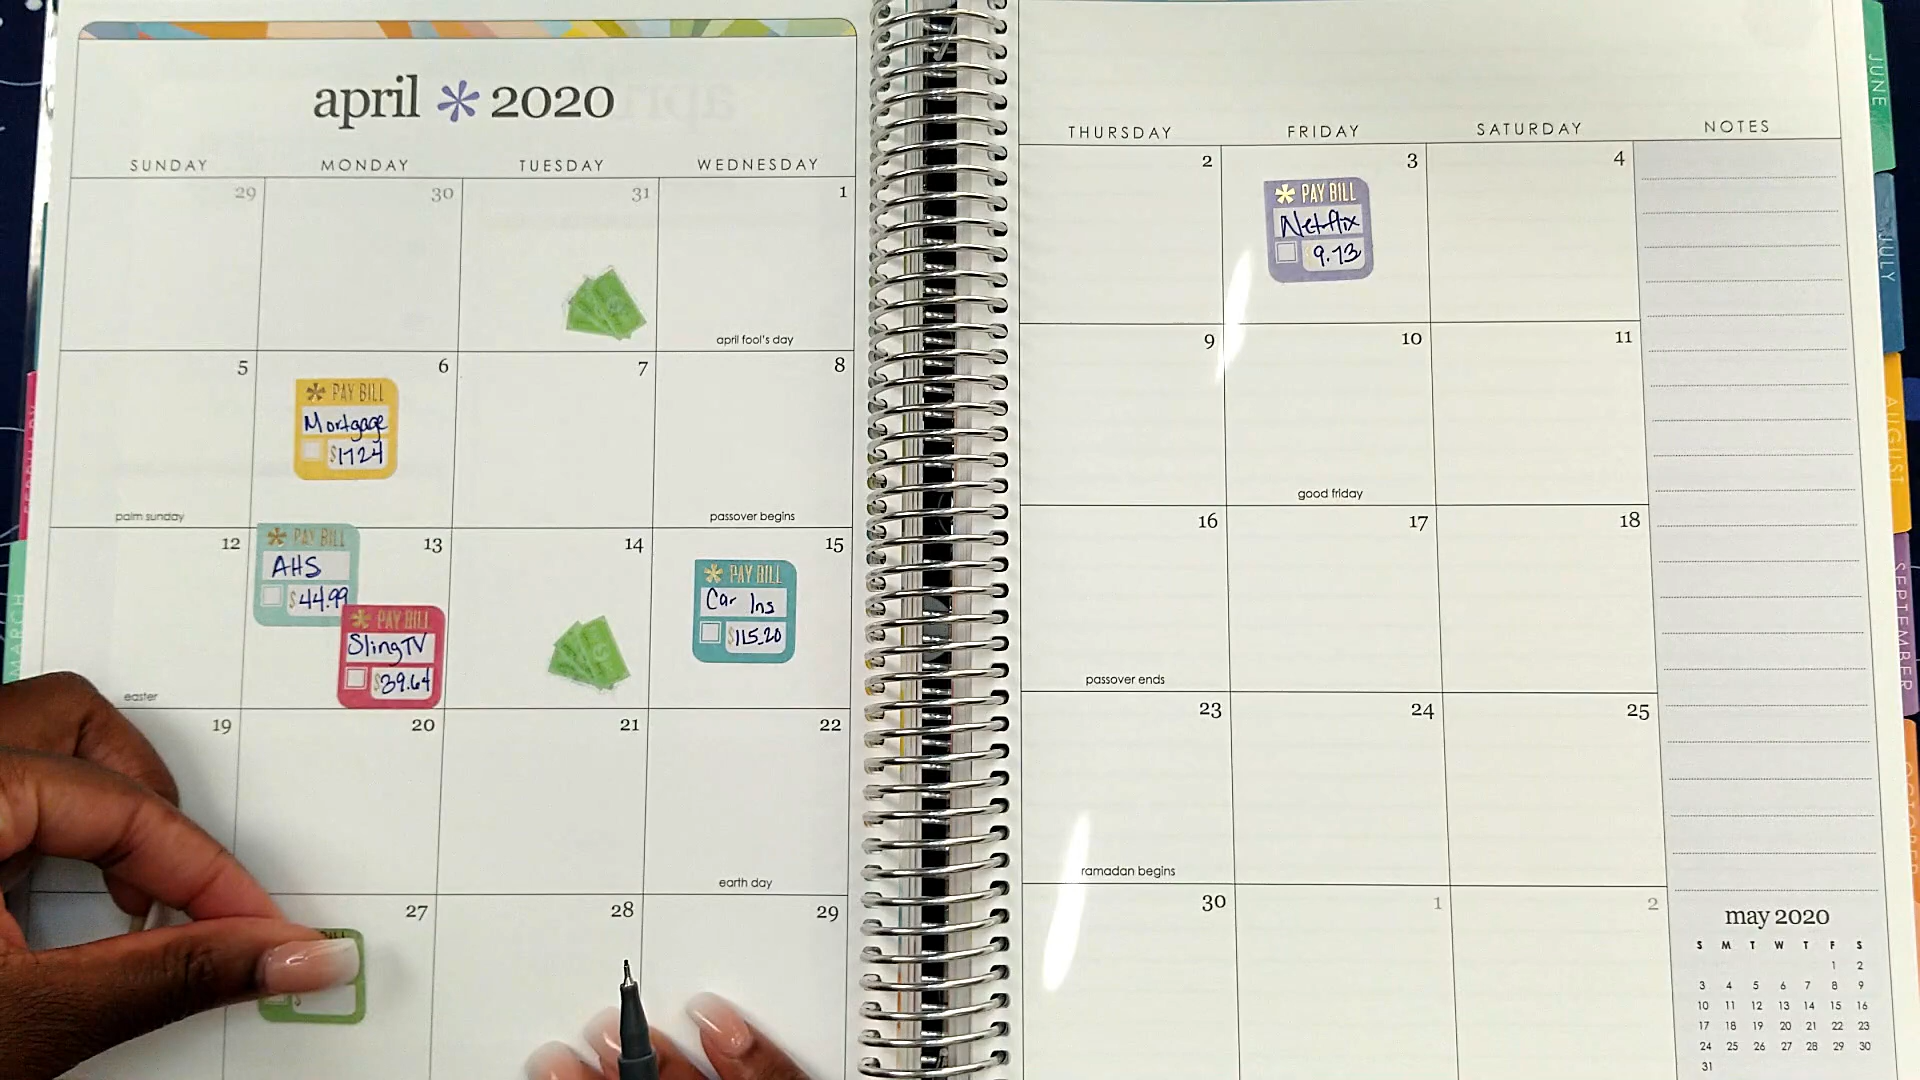 april * 2020
SUNDAY MONDAY TUESDAY WEDNESDAY
29 30 31 1
april fool's day
5 6 7 8
PAY BILL
Mortgage
$1724
palm sunday
passover begins
12 13 14 15
PAY BILL
AHS
$44.99
PAY BILL
SlingTV
$39.64
PAY BILL
Car Ins
$115.20
easter
19 20 21 22
earth day
27 28 29
$
THURSDAY FRIDAY SATURDAY NOTES
2 3 4
PAY BILL
Netflix
9.73
9 10 11
good friday
16 17 18
passover ends
23 24 25
ramadan begins
30 1 2
may 2020
S M T W T F S
1 2
3 4 5 6 7 8 9
10 11 12 13 14 15 16
17 18 19 20 21 22 23
24 25 26 27 28 29 30
31
MARCH
JUNE
JULY
AUGUST
SEPTEMBER
OCTOBER